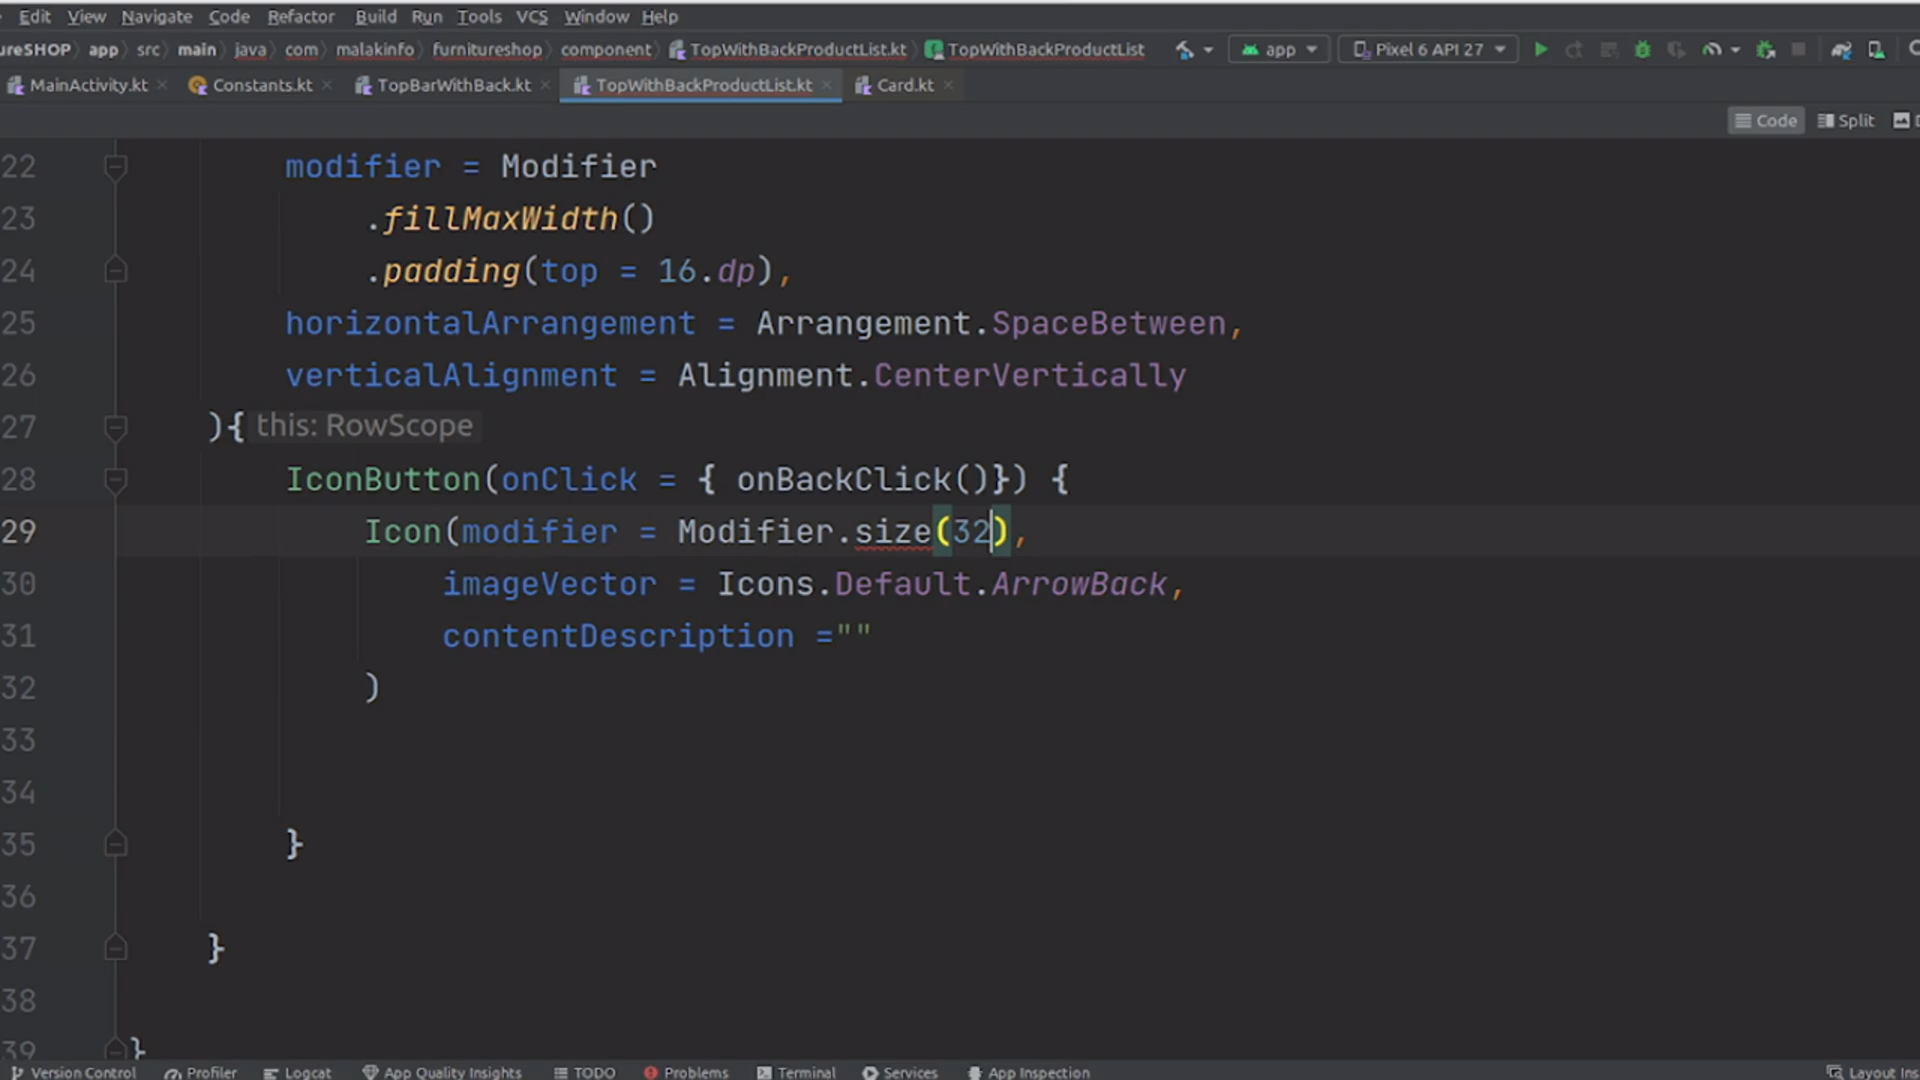 Edit View Navigate Code Refactor Build Run Tools VCS Window Help
ureSHOP app src main java com malakinfo furnitureshop component TopWithBackProductList.kt TopWithBackProductList app Pixel 6 API 27
MainActivity.kt Constants.kt TopBarWithBack.kt TopWithBackProductList.kt Card.kt
Code Split
22 modifier = Modifier
23 .fillMaxWidth()
24 .padding(top = 16.dp),
25 horizontalArrangement = Arrangement.SpaceBetween,
26 verticalAlignment = Alignment.CenterVertically
27 ){ this: RowScope
28 IconButton(onClick = { onBackClick()}) {
29 Icon(modifier = Modifier.size(32),
30 imageVector = Icons.Default.ArrowBack,
31 contentDescription =""
32 )
33
34
35 }
36
37 }
38
39 }
Version Control Profiler Logcat App Quality Insights TODO Problems Terminal Services App Inspection Layout Ins